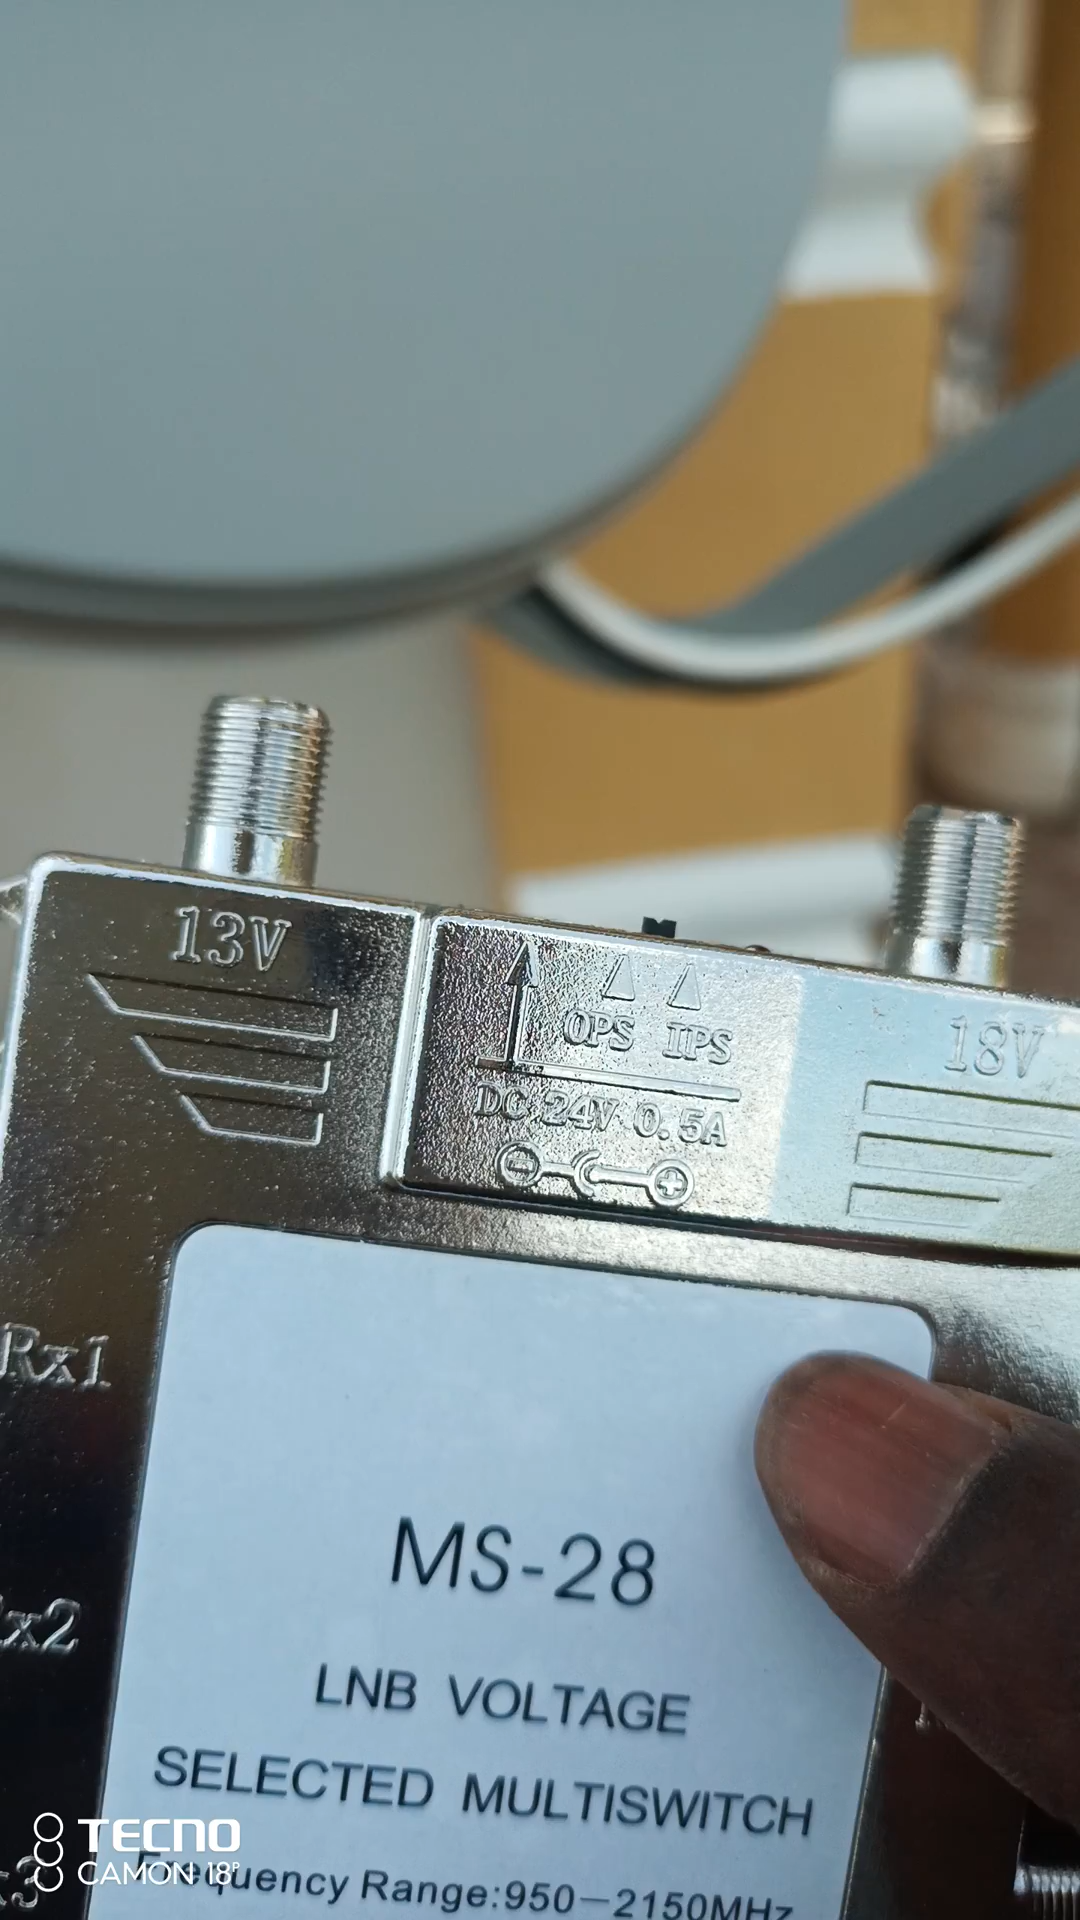 13V
OPS IPS
18V
DC 24V 0.5A
Rx1
MS-28
x2
LNB VOLTAGE
SELECTED MULTISWITCH
Frequency Range:950-2150MHz
x3
TECNO
CAMON 18P